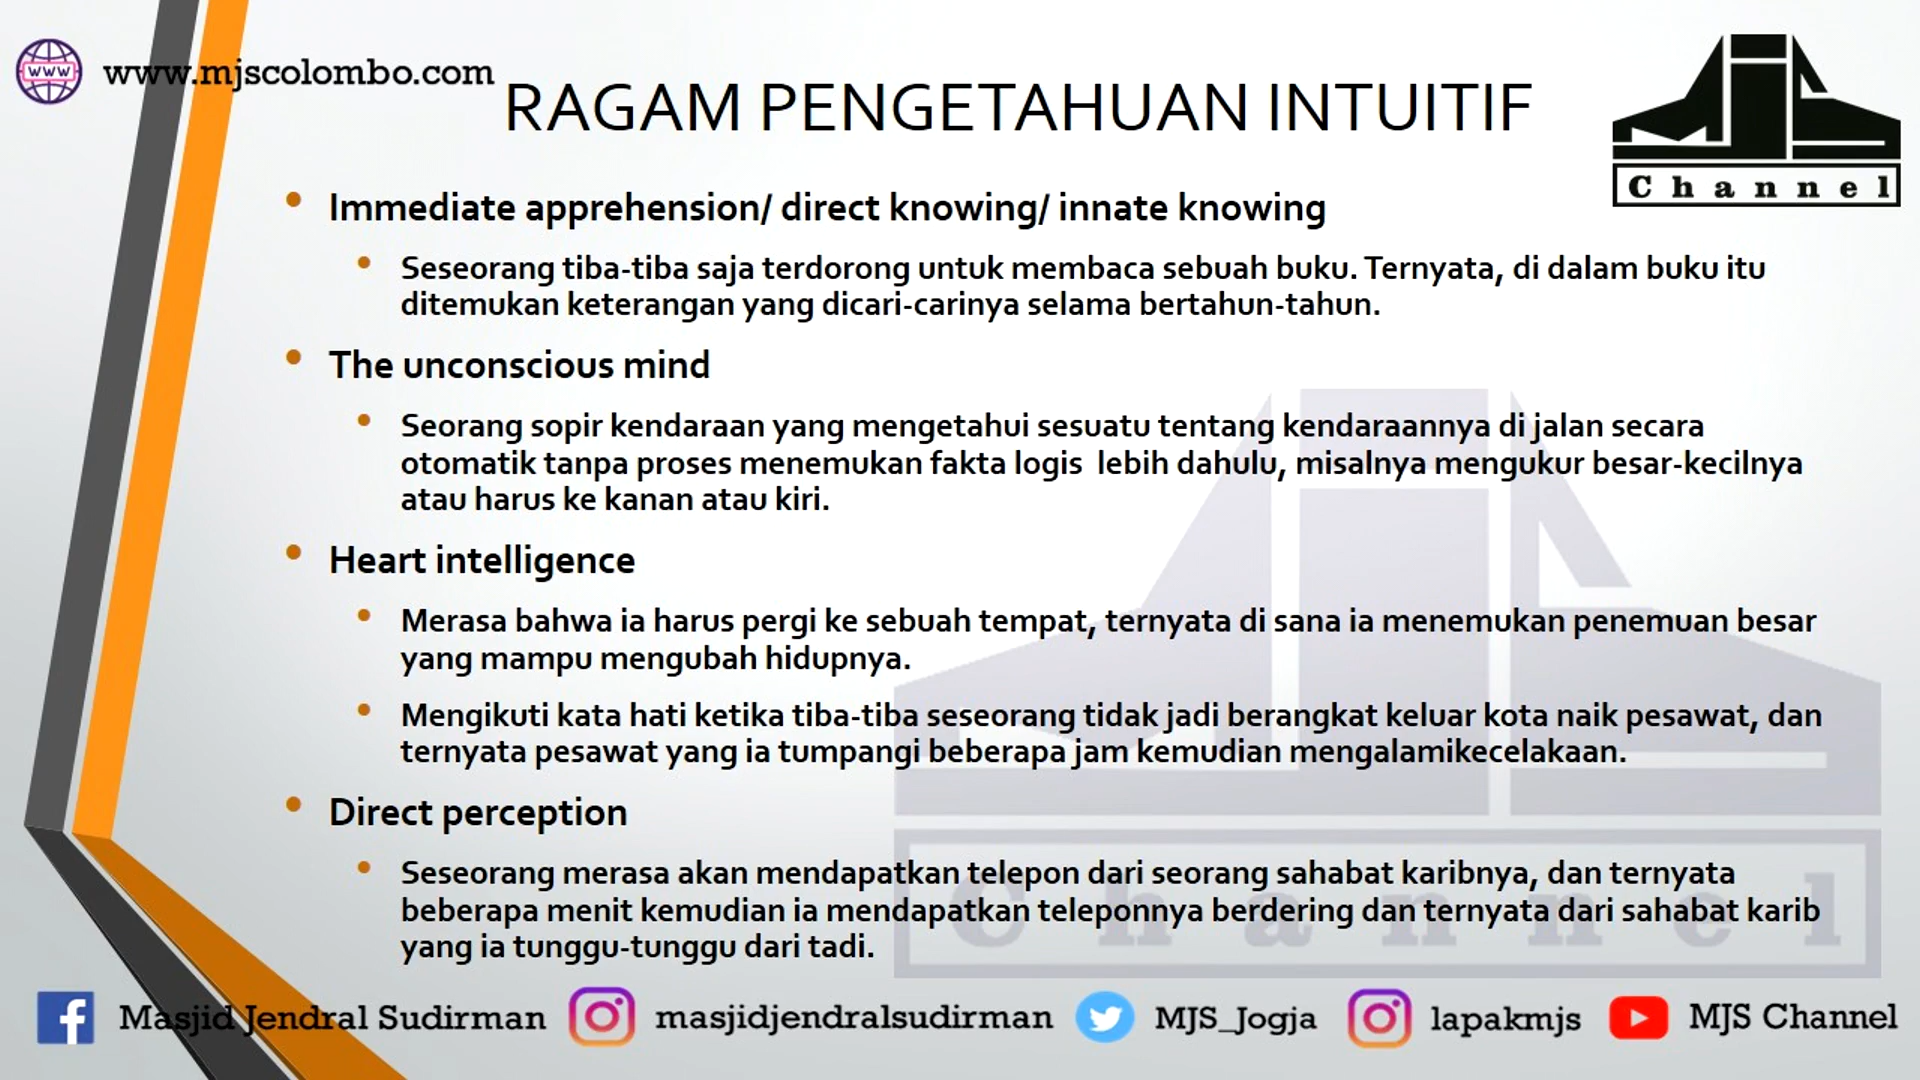 www.mjscolombo.com
RAGAM PENGETAHUAN INTUITIF
MJS
Channel
• Immediate apprehension/ direct knowing/ innate knowing
• Seseorang tiba-tiba saja terdorong untuk membaca sebuah buku. Ternyata, di dalam buku itu
ditemukan keterangan yang dicari-carinya selama bertahun-tahun.
• The unconscious mind
• Seorang sopir kendaraan yang mengetahui sesuatu tentang kendaraannya di jalan secara
otomatik tanpa proses menemukan fakta logis  lebih dahulu, misalnya mengukur besar-kecilnya
atau harus ke kanan atau kiri.
• Heart intelligence
• Merasa bahwa ia harus pergi ke sebuah tempat, ternyata di sana ia menemukan penemuan besar
yang mampu mengubah hidupnya.
• Mengikuti kata hati ketika tiba-tiba seseorang tidak jadi berangkat keluar kota naik pesawat, dan
ternyata pesawat yang ia tumpangi beberapa jam kemudian mengalamikecelakaan.
• Direct perception
• Seseorang merasa akan mendapatkan telepon dari seorang sahabat karibnya, dan ternyata
beberapa menit kemudian ia mendapatkan teleponnya berdering dan ternyata dari sahabat karib
yang ia tunggu-tunggu dari tadi.
Channel
Masjid Jendral Sudirman masjidjendralsudirman MJS_Jogja lapakmjs MJS Channel